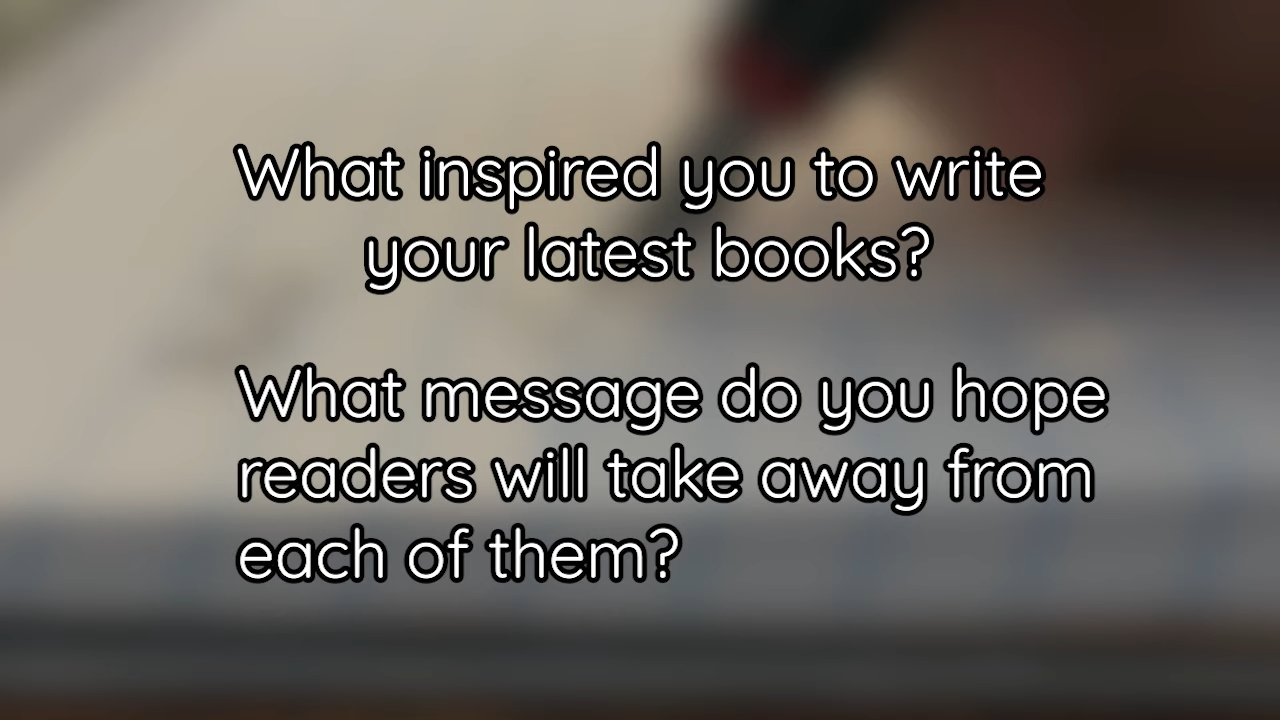 What inspired you to write
your latest books?
What message do you hope
readers will take away from
each of them?